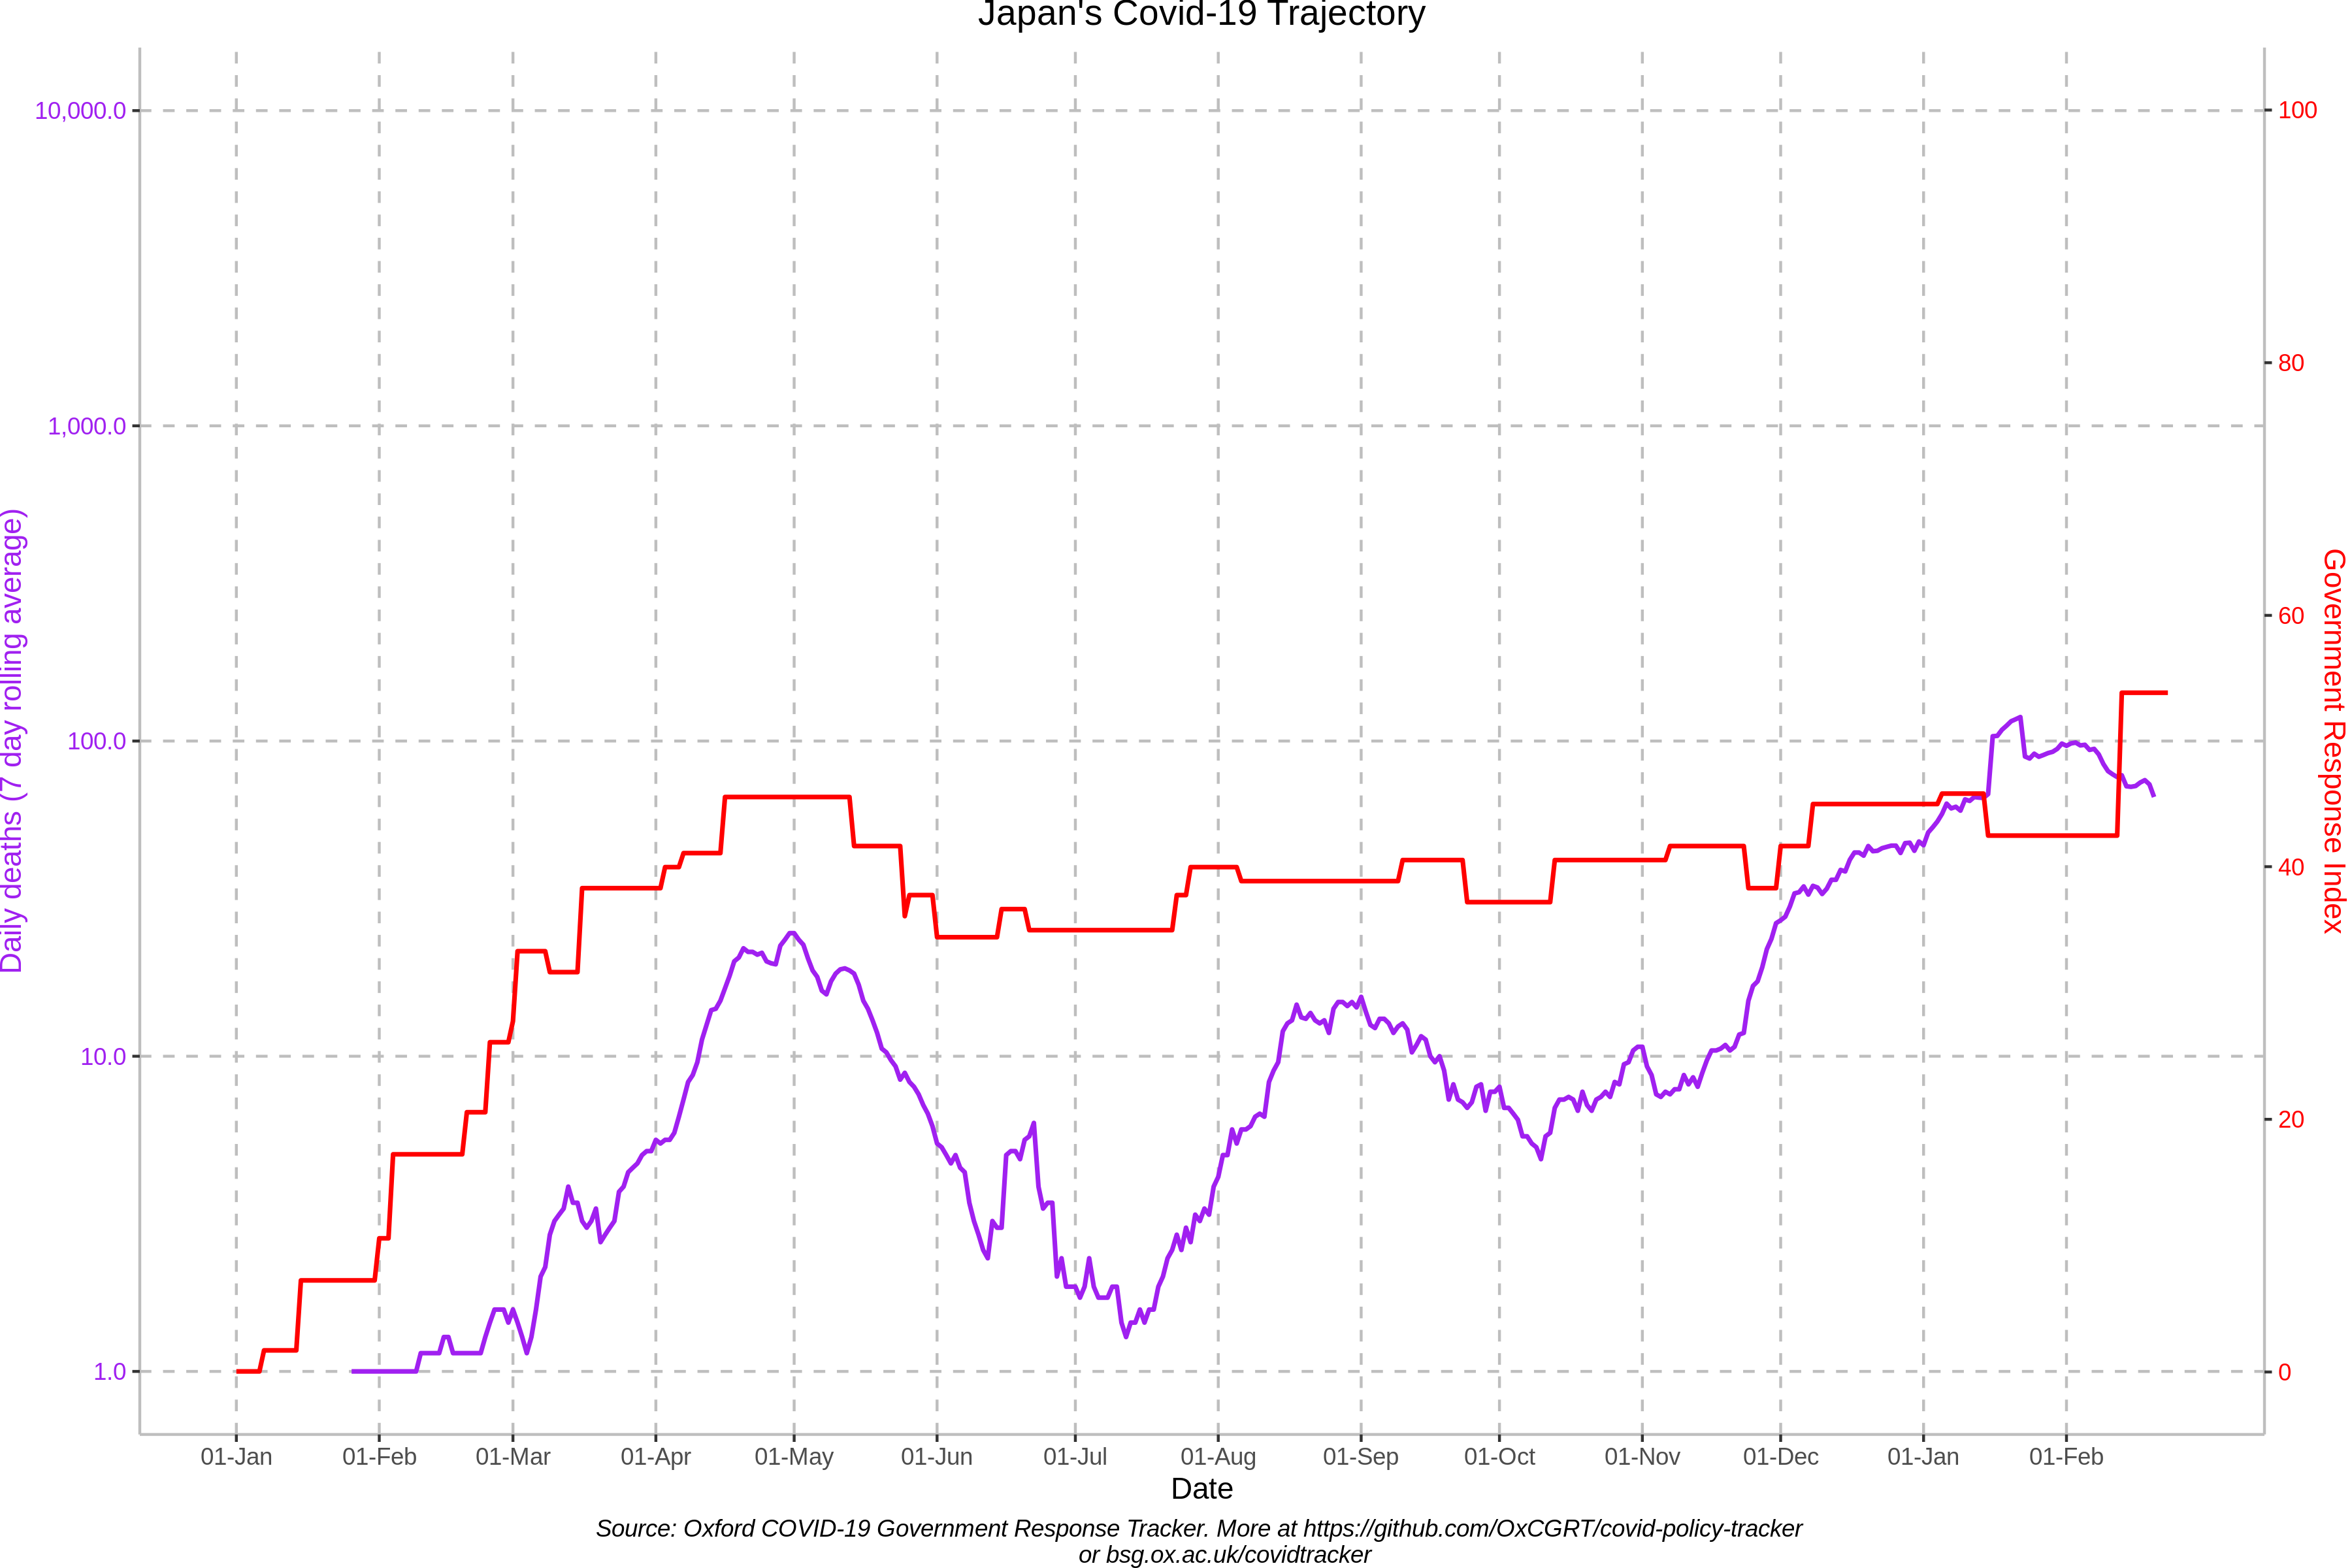 Japan's Covid-19 Trajectory
10,000.0
1,000.0
100.0
10.0
1.0
Daily deaths (7 day rolling average)
100
80
60
40
20
0
Government Response Index
01-Jan 01-Feb 01-Mar 01-Apr 01-May 01-Jun 01-Jul 01-Aug 01-Sep 01-Oct 01-Nov 01-Dec 01-Jan 01-Feb
Date
Source: Oxford COVID-19 Government Response Tracker. More at https://github.com/OxCGRT/covid-policy-tracker
or bsg.ox.ac.uk/covidtracker